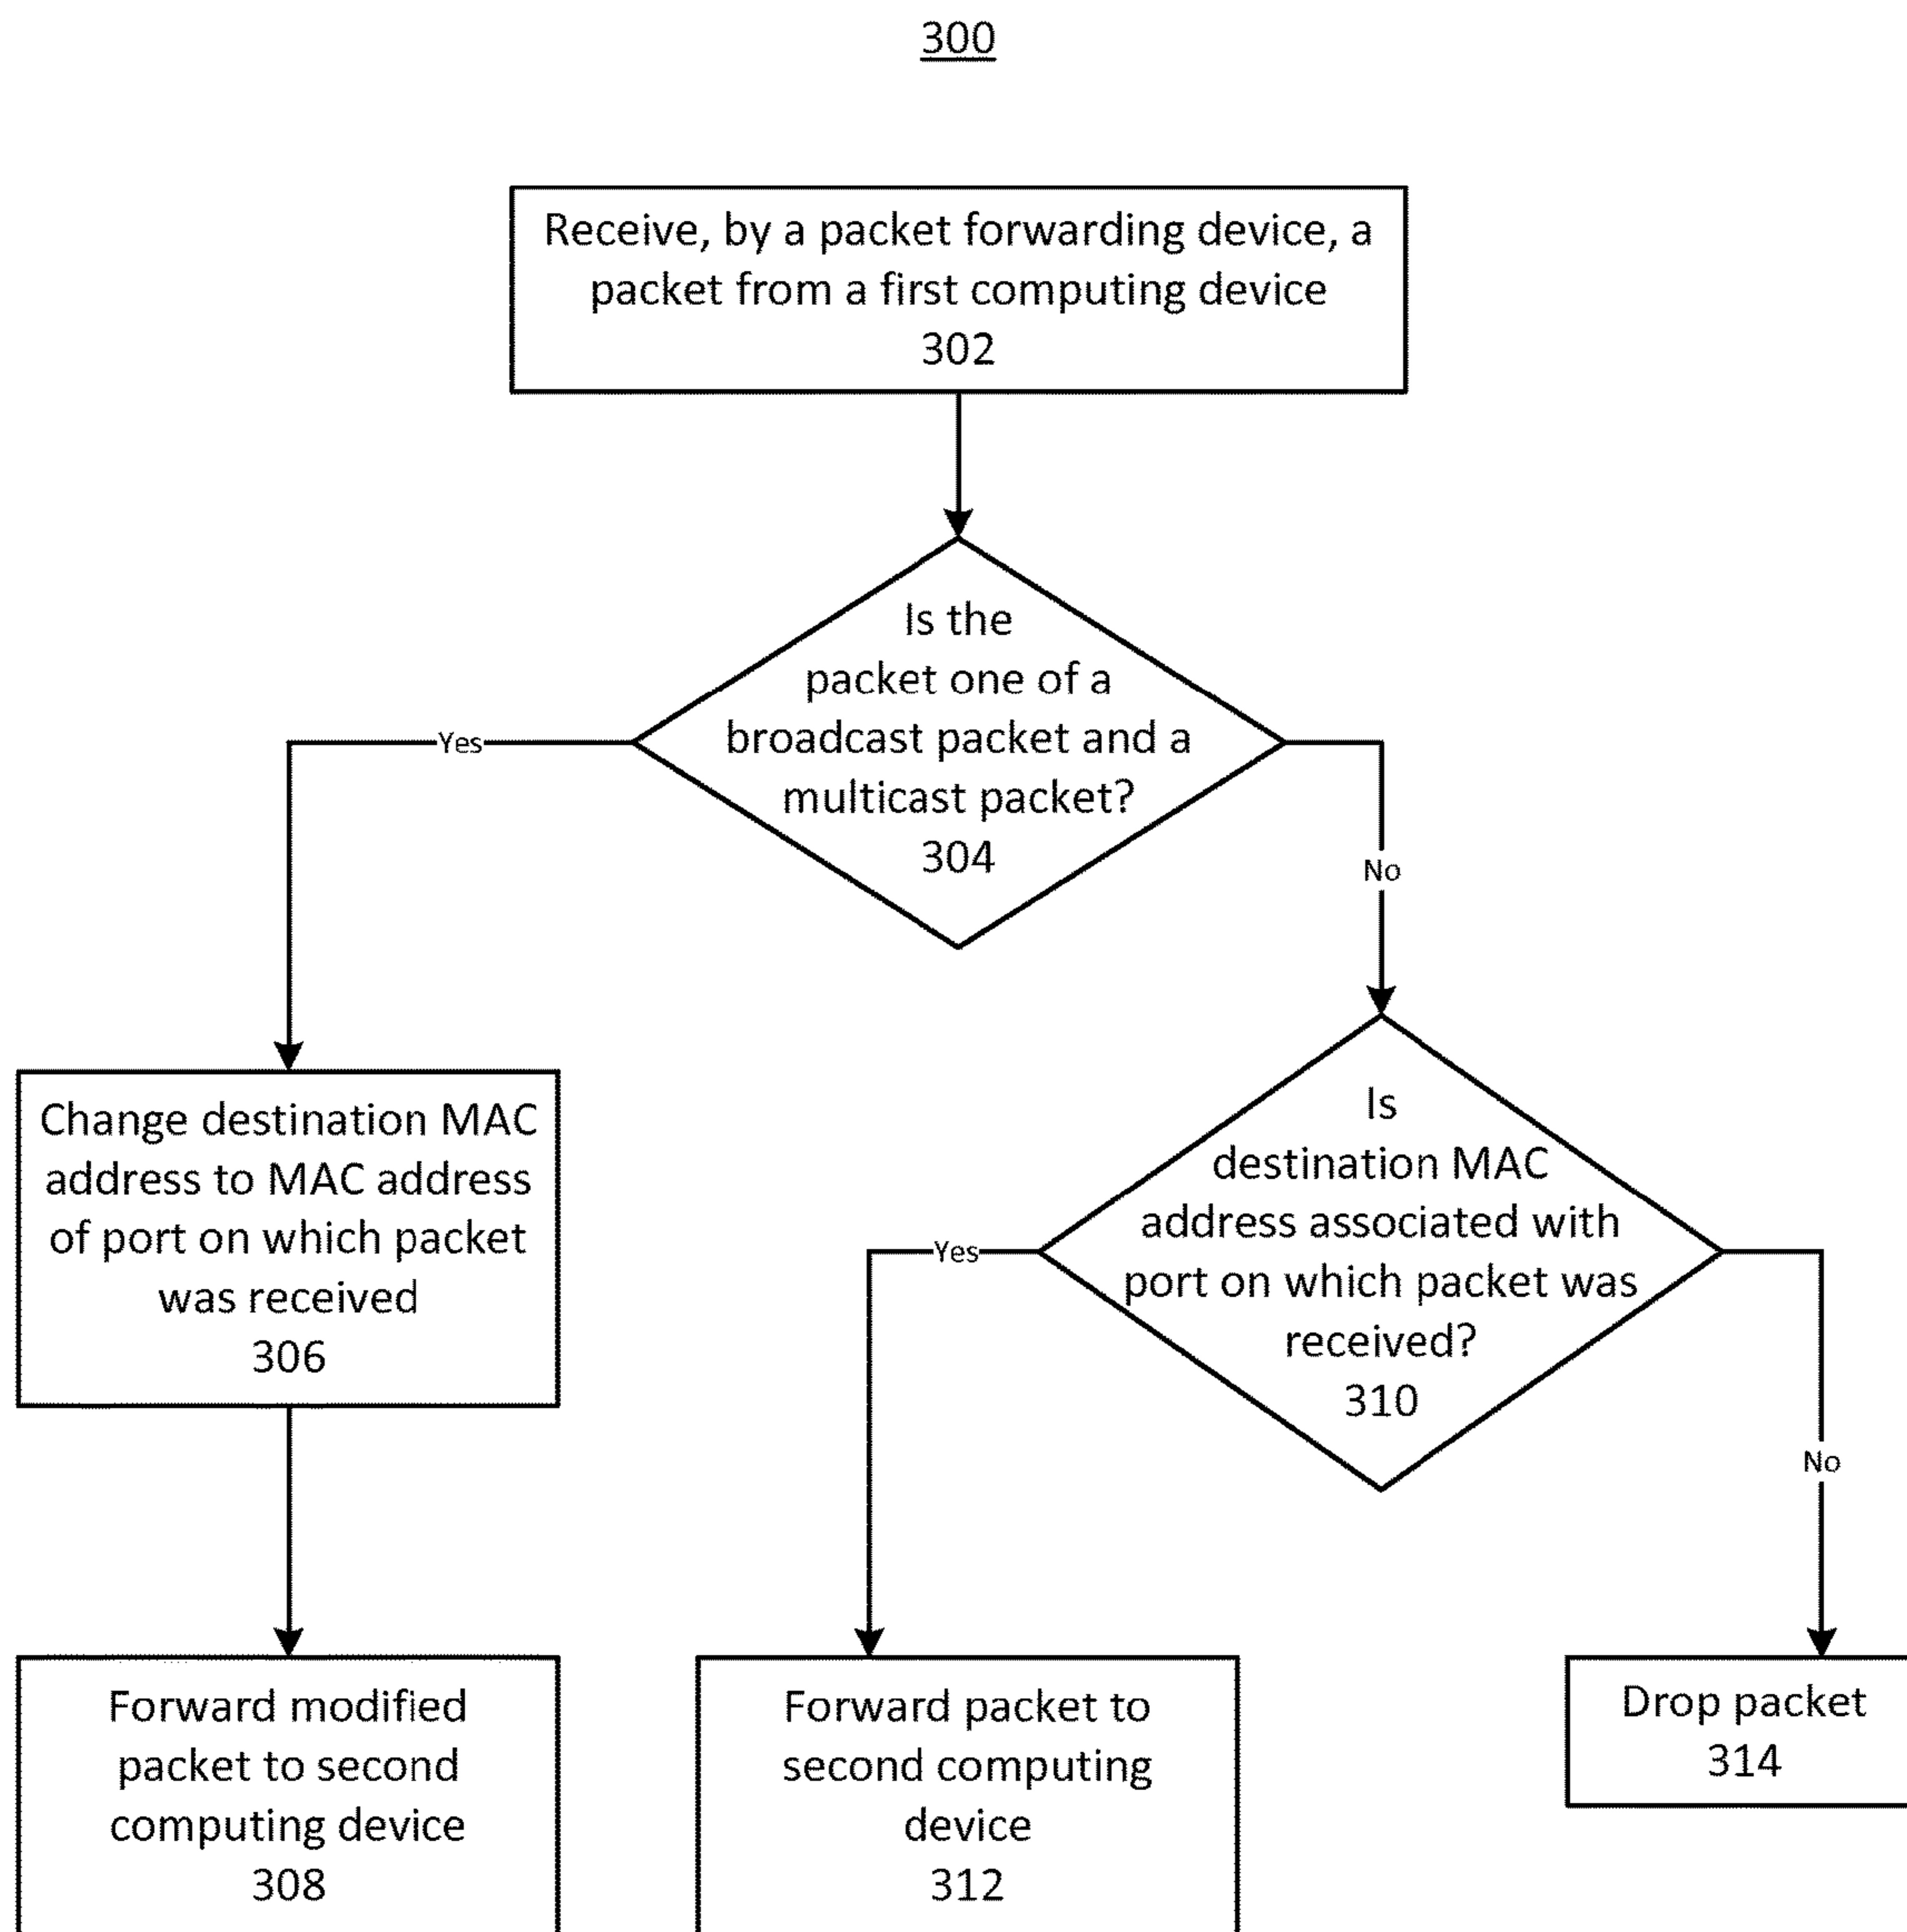 300
Receive, by a packet forwarding device, a
packet from a first computing device
302
Is the
packet one of a
broadcast packet and a
multicast packet?
304
Yes
No
Change destination MAC
address to MAC address
of port on which packet
was received
306
Is
destination MAC
address associated with
port on which packet was
received?
310
Yes
No
Forward modified
packet to second
computing device
308
Forward packet to
second computing
device
312
Drop packet
314